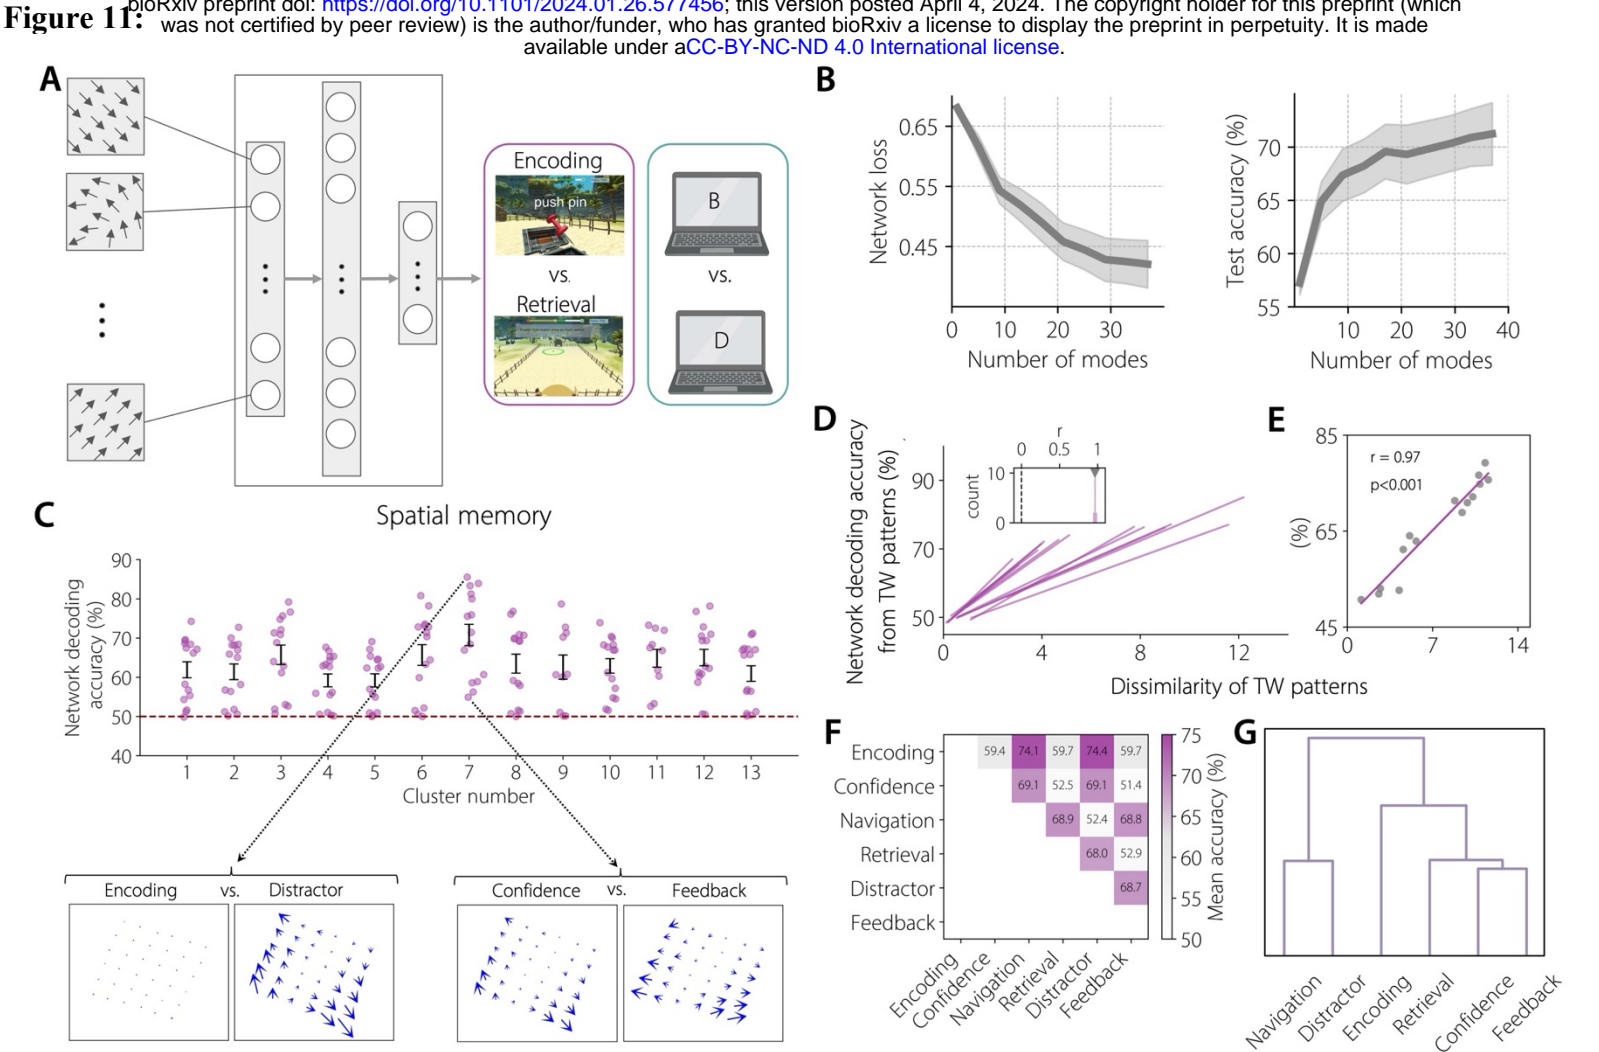 Figure 11:
bioRxiv preprint doi: https://doi.org/10.1101/2024.01.26.577456; this version posted April 4, 2024. The copyright holder for this preprint (which
was not certified by peer review) is the author/funder, who has granted bioRxiv a license to display the preprint in perpetuity. It is made
available under aCC-BY-NC-ND 4.0 International license.
A
Encoding
push pin
vs.
Retrieval
B
vs.
D
B
Network loss
0.65
0.55
0.45
0 10 20 30
Number of modes
Test accuracy (%)
70
65
60
55
10 20 30 40
Number of modes
C
Spatial memory
Network decoding
accuracy (%)
90
80
70
60
50
40
1 2 3 4 5 6 7 8 9 10 11 12 13
Cluster number
Encoding vs. Distractor
Confidence vs. Feedback
D
Network decoding accuracy
from TW patterns (%)
90
70
50
0 4 8 12
r
0 0.5 1
count
10
0
E
(%)
85
65
45
r = 0.97
p<0.001
0 7 14
Dissimilarity of TW patterns
F
Encoding 59.4 74.1 59.7 74.4 59.7
Confidence 69.1 52.5 69.1 51.4
Navigation 68.9 52.4 68.8
Retrieval 68.0 52.9
Distractor 68.7
Feedback
Encoding
Confidence
Navigation
Retrieval
Distractor
Feedback
75
70
65
60
55
50
Mean accuracy (%)
G
Navigation
Distractor
Encoding
Retrieval
Confidence
Feedback